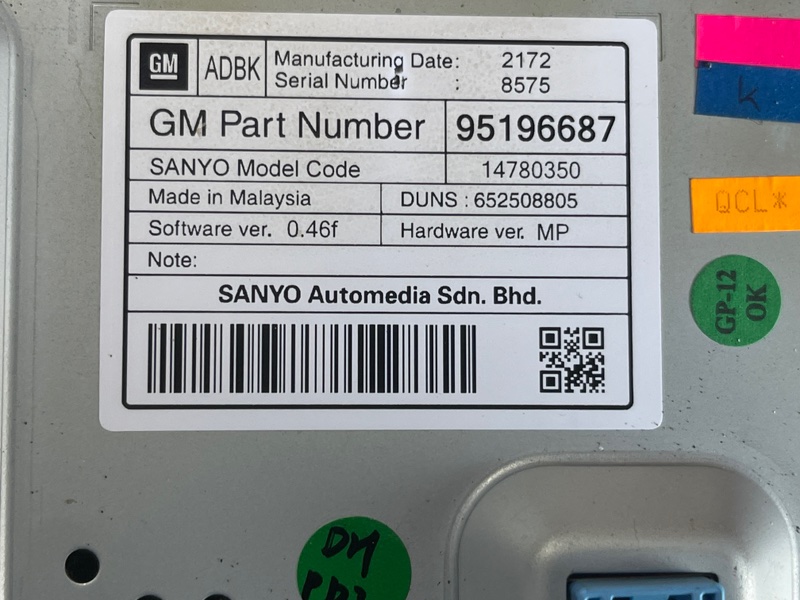 GM
ADBK
Manufacturing Date: 2172
Serial Number : 8575
GM Part Number 95196687
SANYO Model Code 14780350
Made in Malaysia DUNS : 652508805
Software ver. 0.46f Hardware ver. MP
Note:
SANYO Automedia Sdn. Bhd.
k
QCL*
GP-12
OK